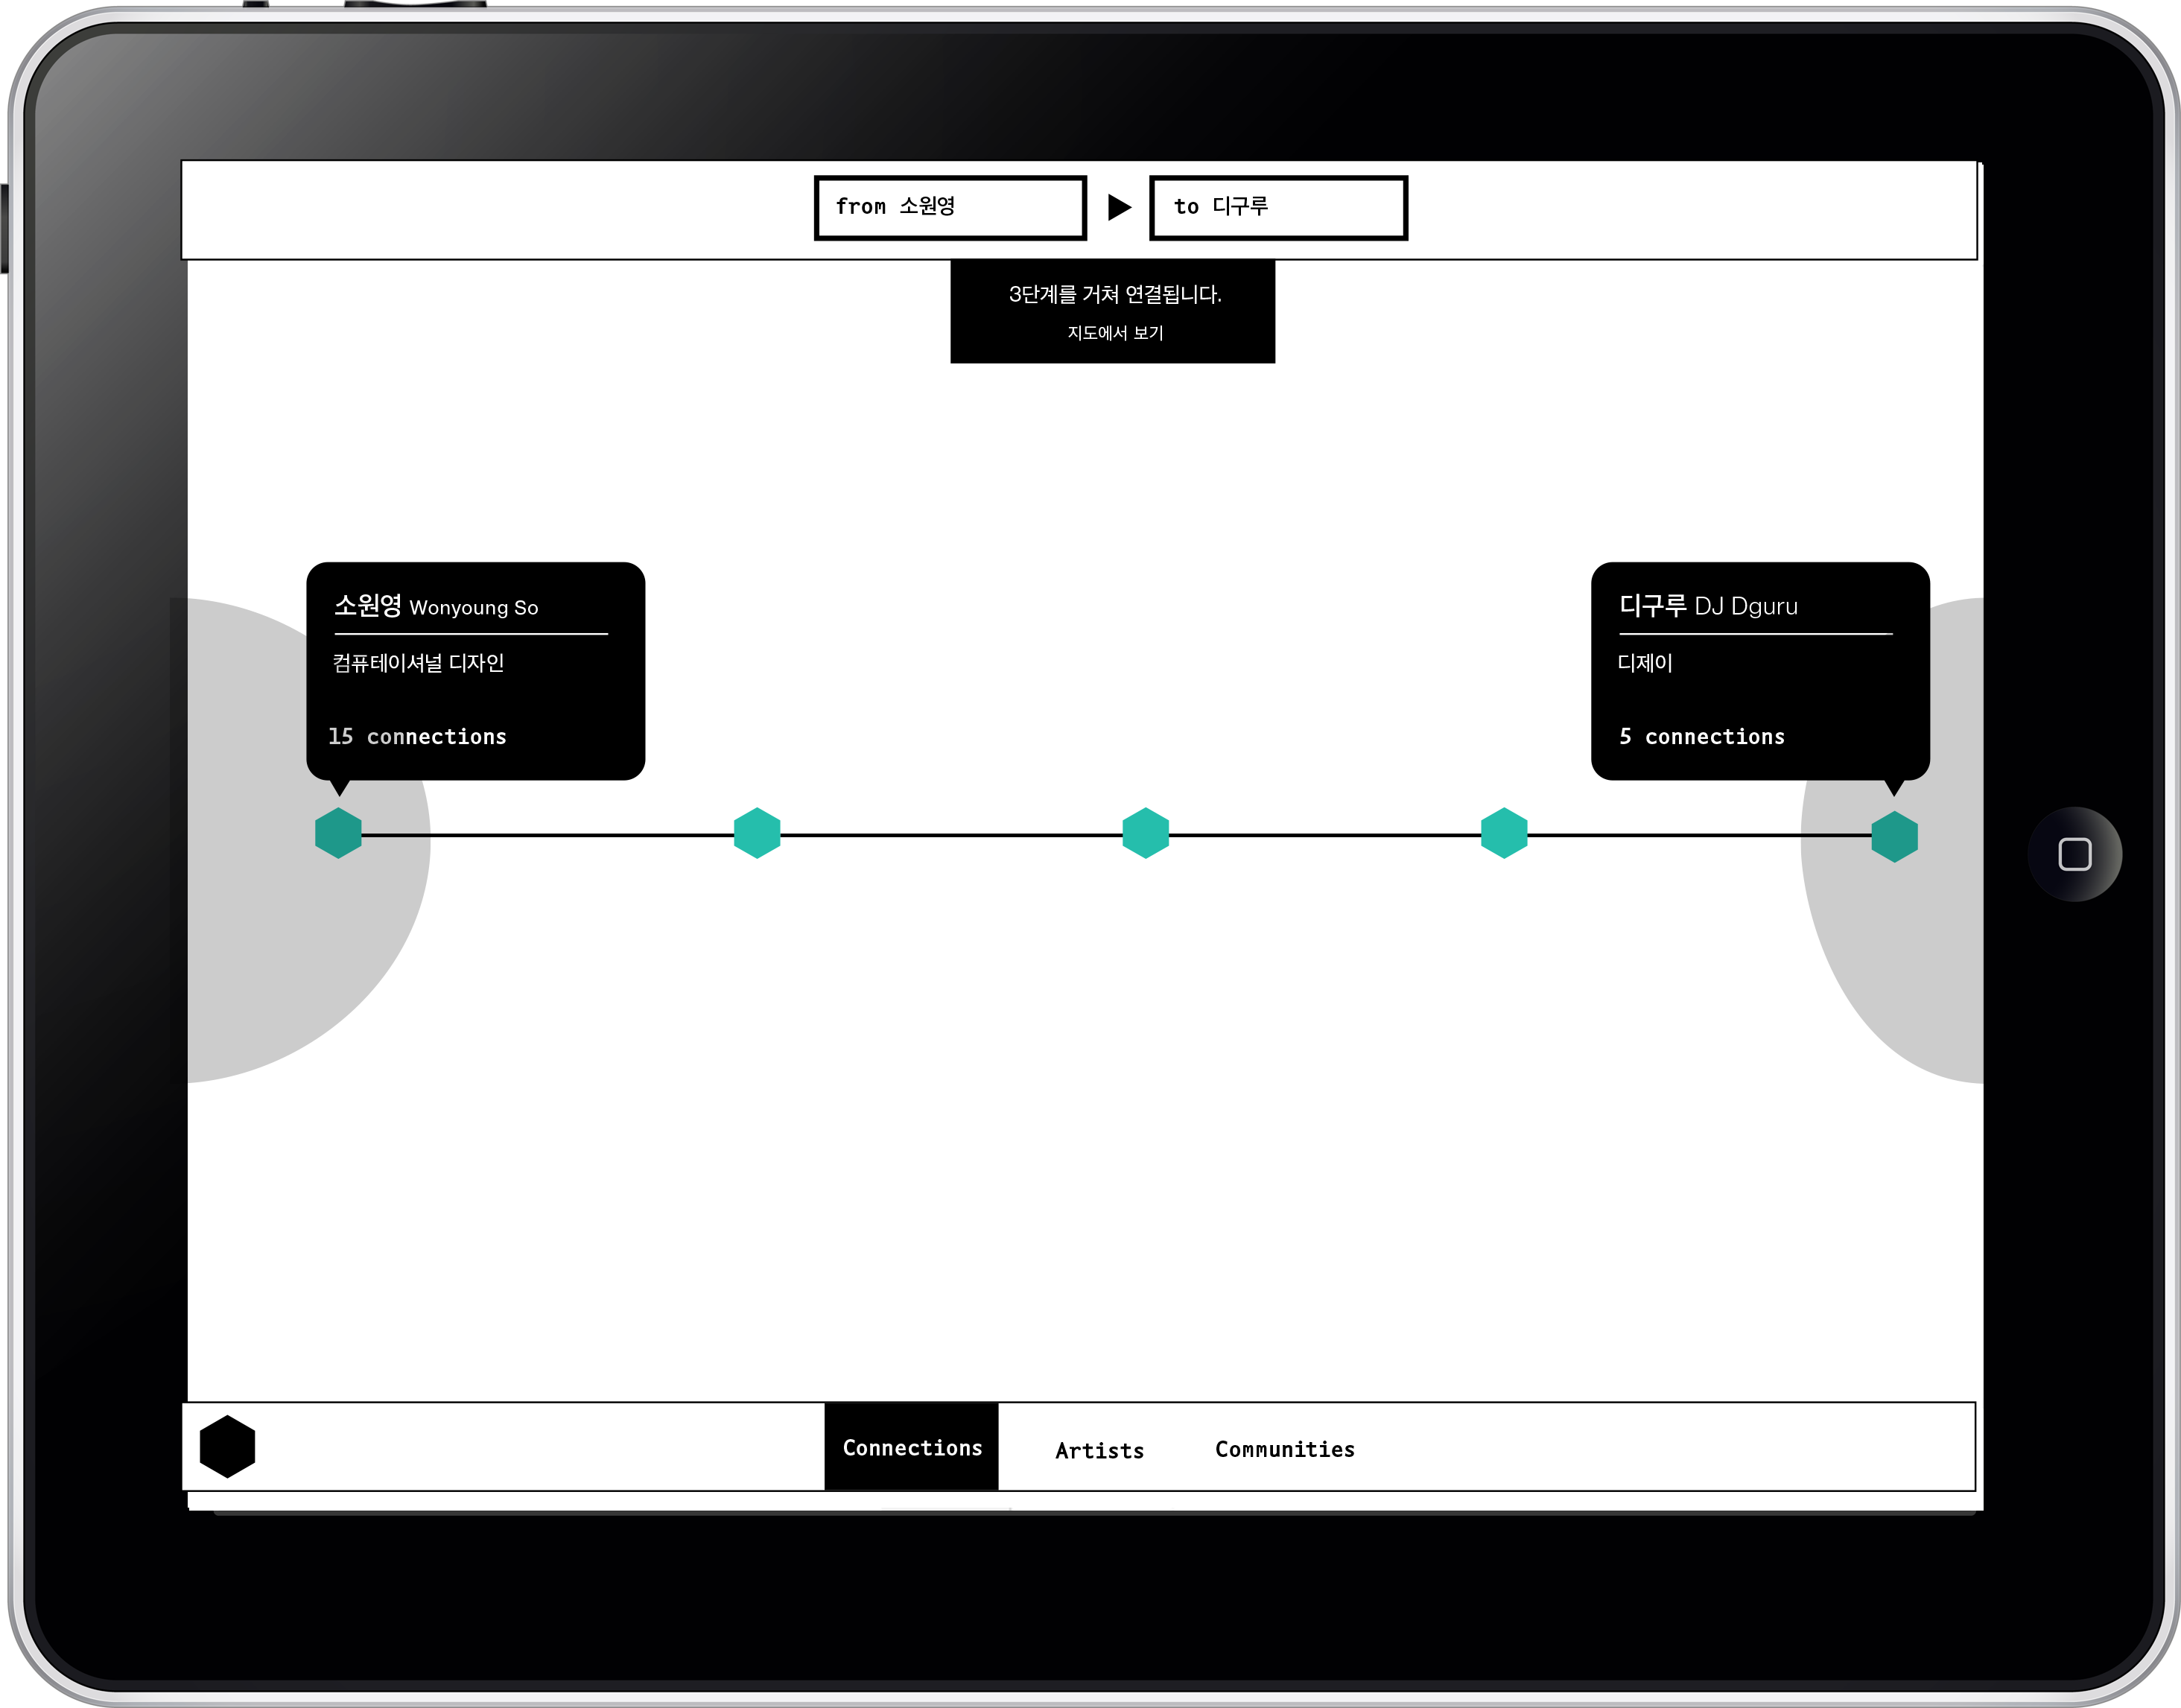 from 소원영
to 디구루
3단계를 거쳐 연결됩니다.
지도에서 보기
소원영 Wonyoung So
컴퓨테이셔널 디자인
15 connections
디구루 DJ Dguru
디제이
5 connections
Connections
Artists
Communities